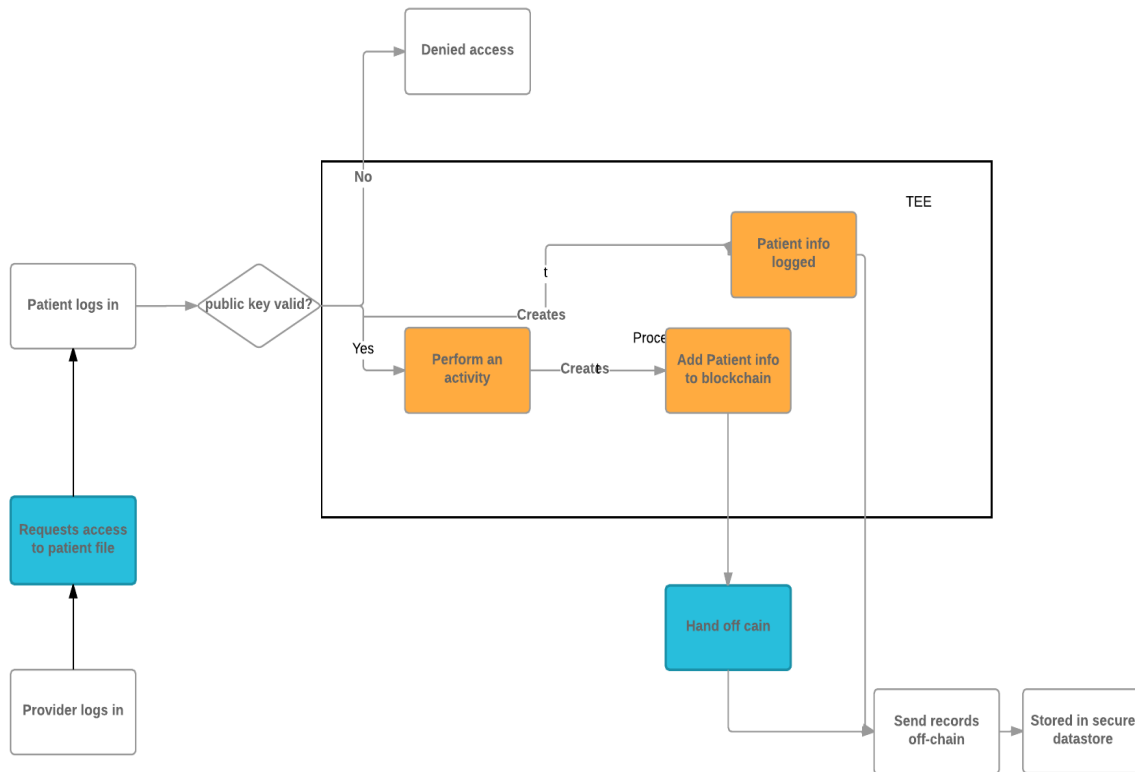 Denied access
No
TEE
Patient info
logged
t
Creates
Patient logs in
public key valid?
Yes
Proce
Perform an
activity
Creates
t
Add Patient info
to blockchain
Requests access
to patient file
Hand off cain
Provider logs in
Send records
off-chain
Stored in secure
datastore